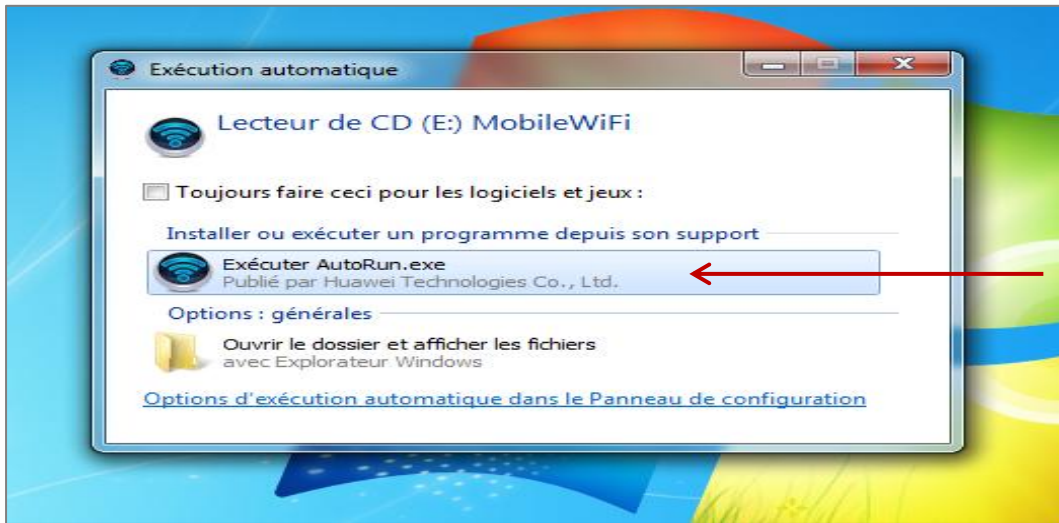 Exécution automatique
Lecteur de CD (E:) MobileWiFi
Toujours faire ceci pour les logiciels et jeux :
Installer ou exécuter un programme depuis son support
Exécuter AutoRun.exe
Publié par Huawei Technologies Co., Ltd.
Options : générales
Ouvrir le dossier et afficher les fichiers
avec Explorateur Windows
Options d'exécution automatique dans le Panneau de configuration